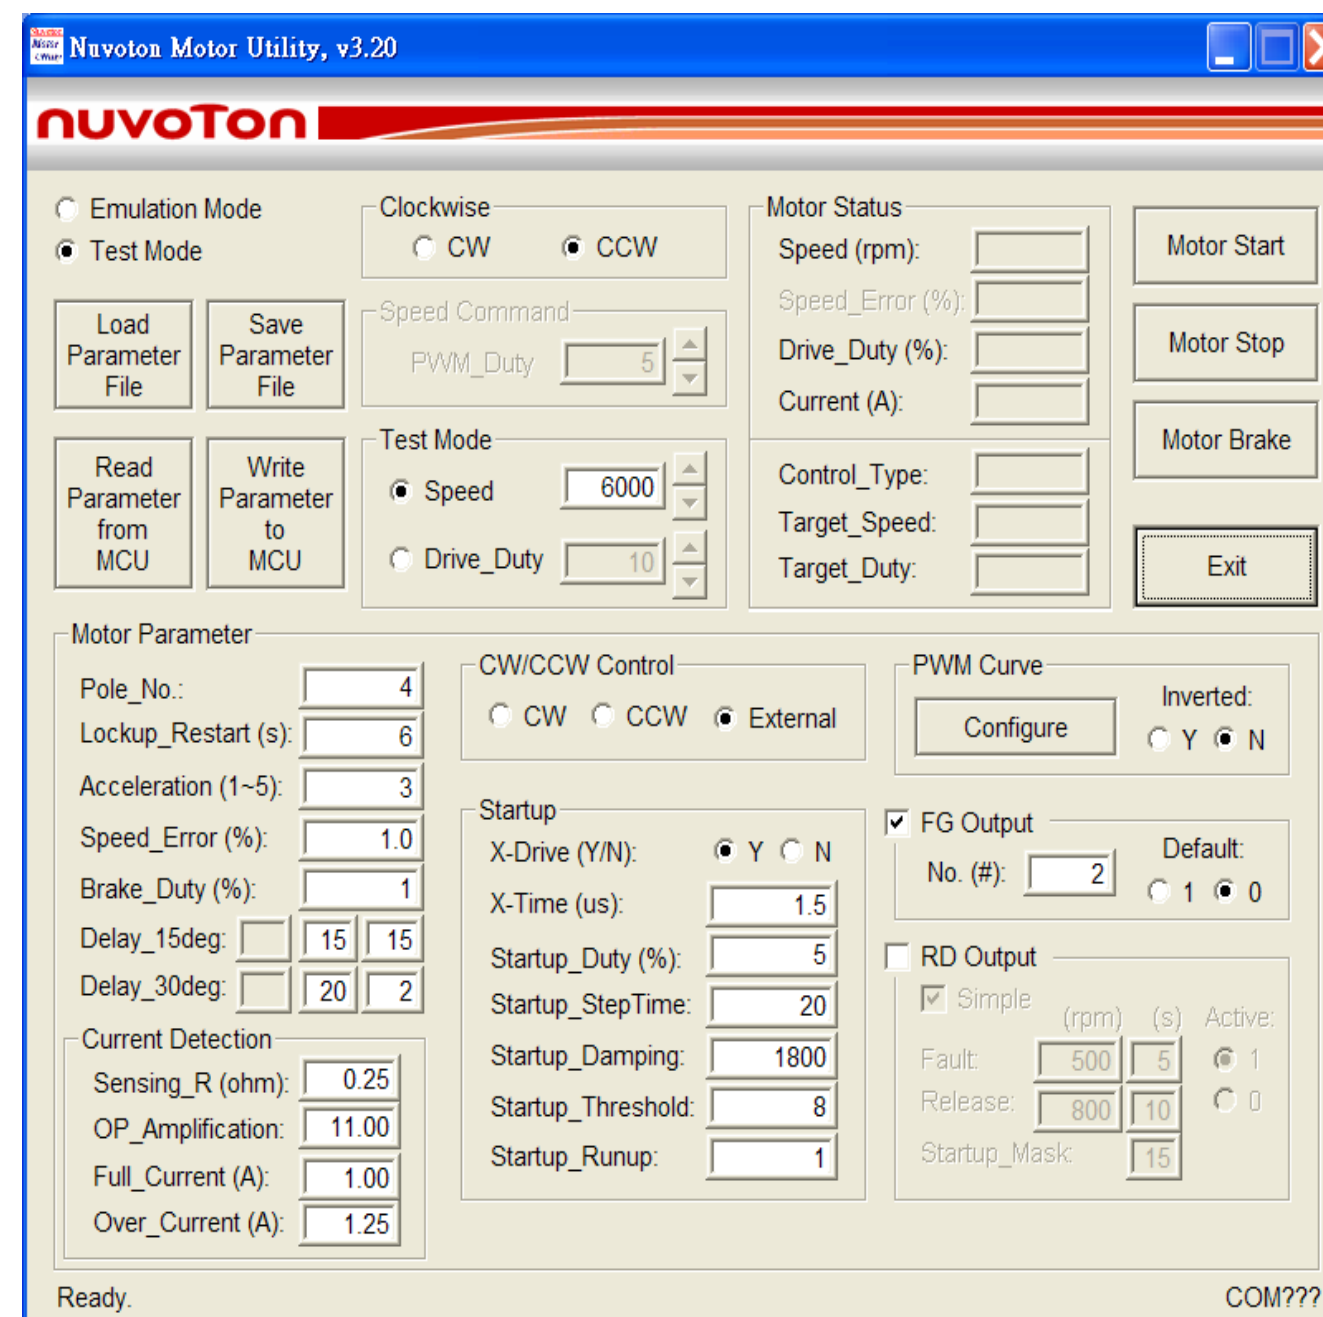 Nuvoton Motor Utility, v3.20
nuvoTon
Emulation Mode
Test Mode
Clockwise
CW CCW
Load Parameter File
Save Parameter File
Speed Command
PWM_Duty 5
Read Parameter from MCU
Write Parameter to MCU
Test Mode
Speed 6000
Drive_Duty 10
Motor Status
Speed (rpm):
Speed_Error (%):
Drive_Duty (%):
Current (A):
Control_Type:
Target_Speed:
Target_Duty:
Motor Start
Motor Stop
Motor Brake
Exit
Motor Parameter
Pole_No.: 4
Lockup_Restart (s): 6
Acceleration (1~5): 3
Speed_Error (%): 1.0
Brake_Duty (%): 1
Delay_15deg: 15 15
Delay_30deg: 20 2
Current Detection
Sensing_R (ohm): 0.25
OP_Amplification: 11.00
Full_Current (A): 1.00
Over_Current (A): 1.25
CW/CCW Control
CW CCW External
Startup
X-Drive (Y/N): Y N
X-Time (us): 1.5
Startup_Duty (%): 5
Startup_StepTime: 20
Startup_Damping: 1800
Startup_Threshold: 8
Startup_Runup: 1
PWM Curve
Configure
Inverted:
Y N
FG Output
No. (#): 2
Default:
1 0
RD Output
Simple
(rpm) (s) Active:
Fault: 500 5 1
Release: 800 10 0
Startup_Mask: 15
Ready.
COM???